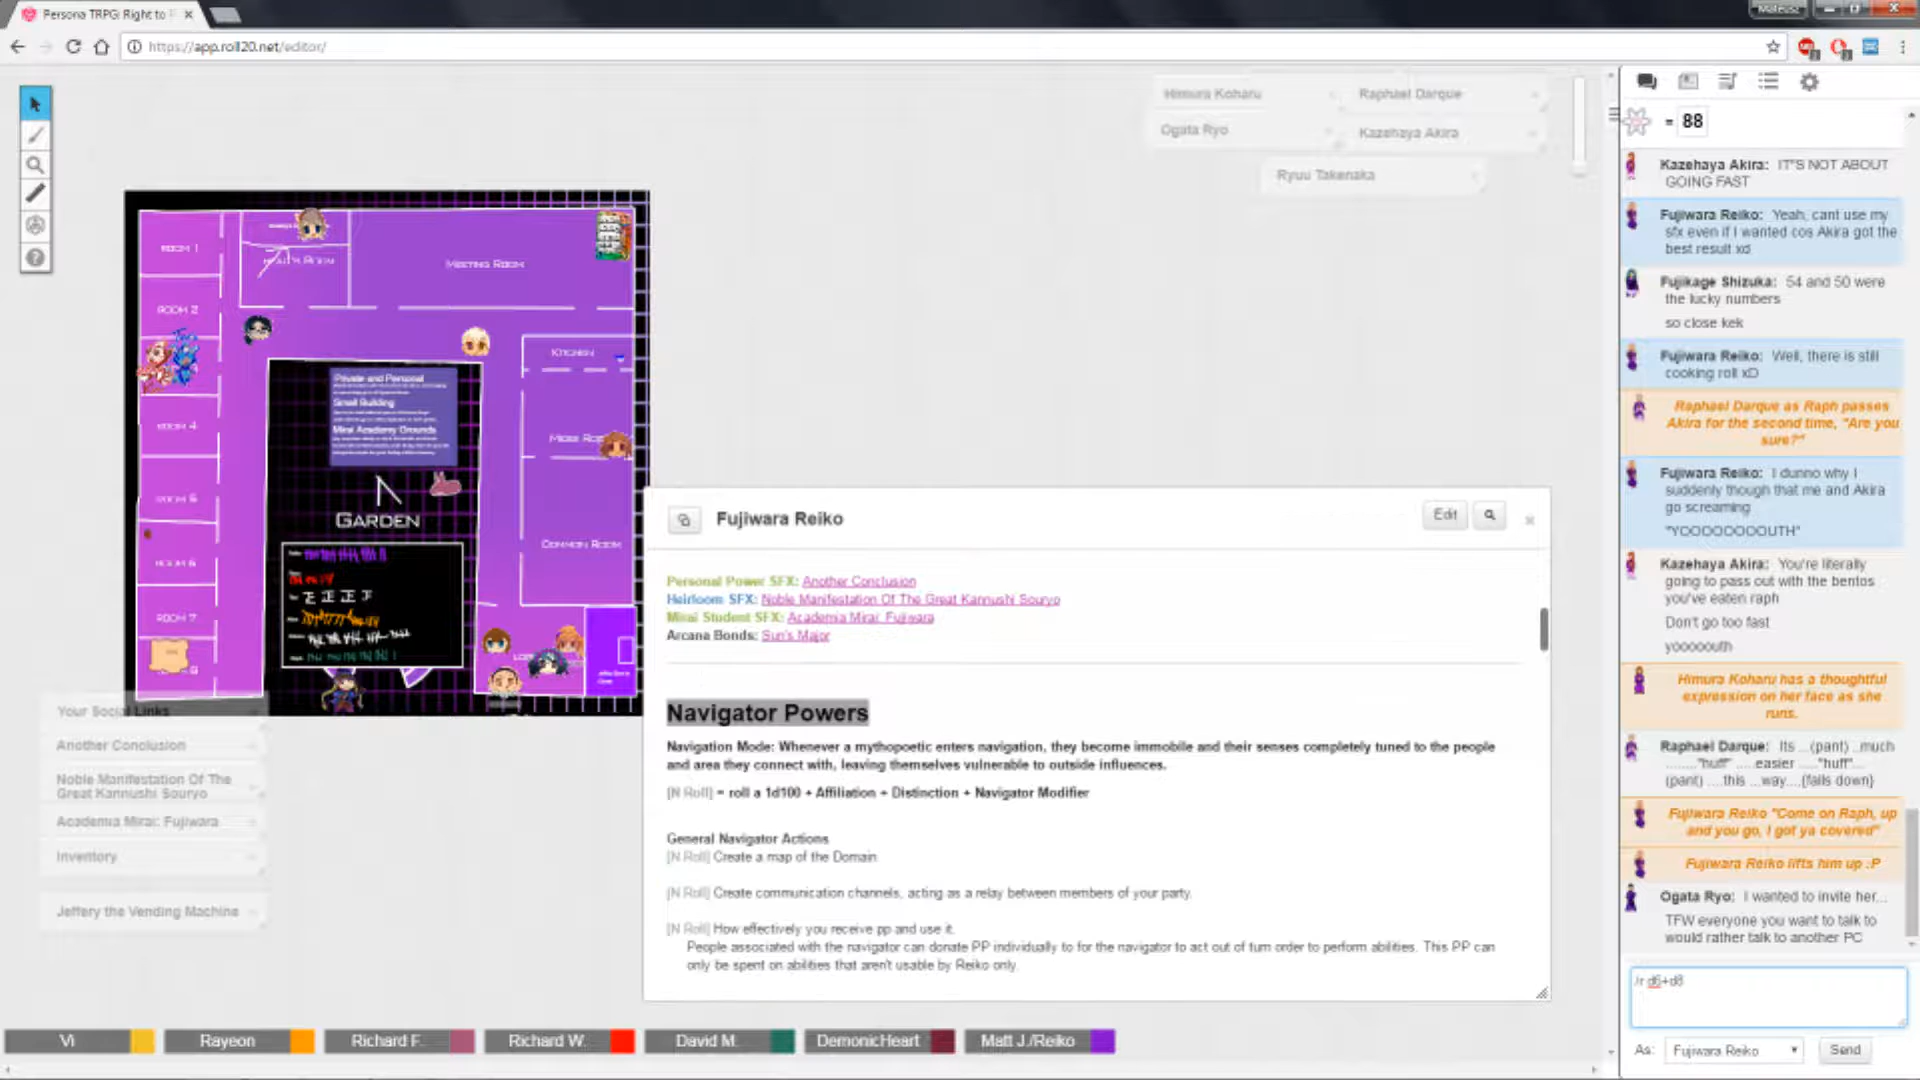 Persona TRPG: Right to
Mateusz
https://app.roll20.net/editor/
Himura Koharu
Raphael Darque
Ogata Ryo
Kazehaya Akira
Ryuu Takenaka
ROOM 1
MEETING ROOM
ROOM 2
KITCHEN
Private and Personal
Small Building
Mirai Academy Grounds
ROOM 4
GARDEN
COMMON ROOM
ROOM 7
Your Social Links
Another Conclusion
Noble Manifestation Of The
Great Kannushi Souryo
Academia Mirai: Fujiwara
Inventory
Jeffery the Vending Machine
Fujiwara Reiko
Edit
Personal Power SFX: Another Conclusion
Heirloom SFX: Noble Manifestation Of The Great Kannushi Souryo
Mirai Student SFX: Academia Mirai: Fujiwara
Arcana Bonds: Sun's Major
Navigator Powers
Navigation Mode: Whenever a mythopoetic enters navigation, they become immobile and their senses completely tuned to the people
and area they connect with, leaving themselves vulnerable to outside influences.
[N Roll] = roll a 1d100 + Affiliation + Distinction + Navigator Modifier
General Navigator Actions
[N Roll] Create a map of the Domain
[N Roll] Create communication channels, acting as a relay between members of your party.
[N Roll] How effectively you receive pp and use it.
People associated with the navigator can donate PP individually to for the navigator to act out of turn order to perform abilities. This PP can
only be spent on abilities that aren't usable by Reiko only.
= 88
Kazehaya Akira: IT'S NOT ABOUT
GOING FAST
Fujiwara Reiko: Yeah, cant use my
sfx even if I wanted cos Akira got the
best result xd
Fujikage Shizuka: 54 and 50 were
the lucky numbers
so close kek
Fujiwara Reiko: Well, there is still
cooking roll xD
Raphael Darque as Raph passes
Akira for the second time, "Are you
sure?"
Fujiwara Reiko: I dunno why I
suddenly though that me and Akira
go screaming
"YOOOOOOOOUTH"
Kazehaya Akira: You're literally
going to pass out with the bentos
you've eaten raph
Don't go too fast
yooooouth
Himura Koharu has a thoughtful
expression on her face as she
runs.
Raphael Darque: Its ...(pant) ..much
........"huff" .....easier ....."huff"...
(pant) ....this ...way....(falls down)
Fujiwara Reiko "Come on Raph, up
and you go, I got ya covered"
Fujiwara Reiko lifts him up :P
Ogata Ryo: I wanted to invite her...
TFW everyone you want to talk to
would rather talk to another PC
/r d6+d8
As: Fujiwara Reiko
Send
Vi
Rayeon
Richard F.
Richard W.
David M.
DemonicHeart
Matt J./Reiko